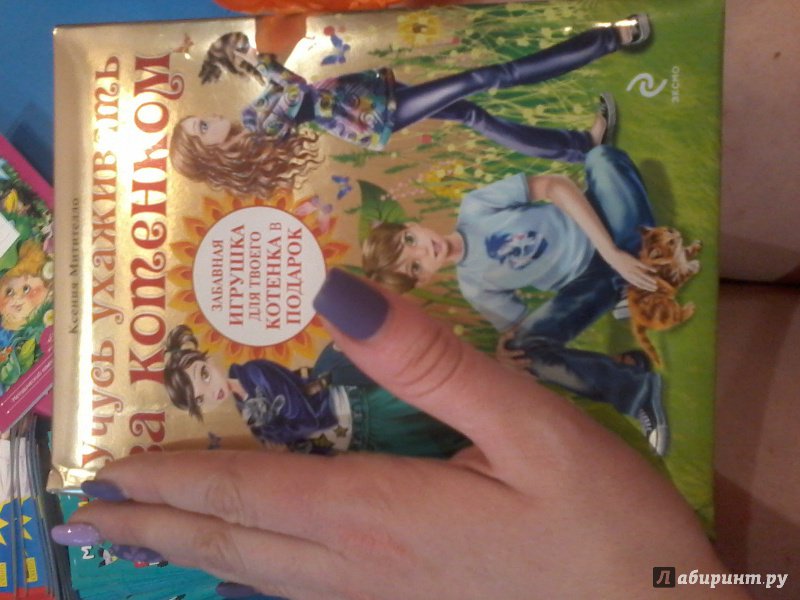 Ксения Митителло
учусь ухаживать
за котенком
ЗАБАВНАЯ
ИГРУШКА
ДЛЯ ТВОЕГО
КОТЕНКА В
ПОДАРОК
ЭКСМО
Лабиринт.ру